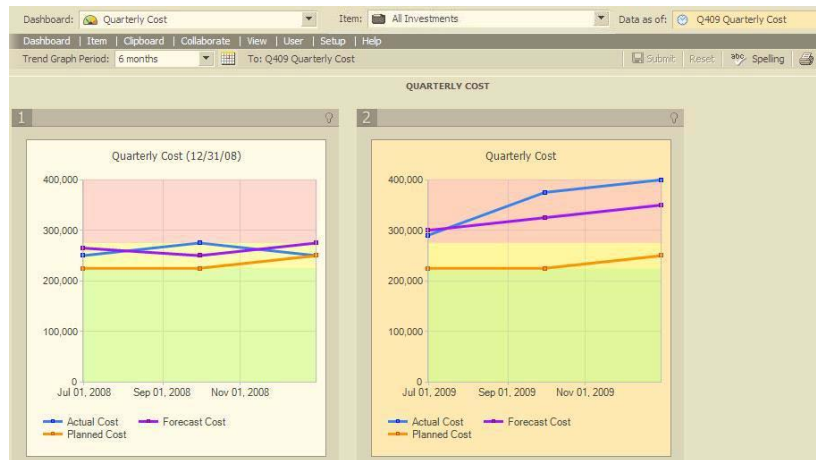 Dashboard: Quarterly Cost Item: All Investments Data as of: Q409 Quarterly Cost
Dashboard | Item | Clipboard | Collaborate | View | User | Setup | Help
Trend Graph Period: 6 months To: Q409 Quarterly Cost Submit Reset abc Spelling
QUARTERLY COST
1
2
Quarterly Cost (12/31/08)
400,000
300,000
200,000
100,000
0
Jul 01, 2008 Sep 01, 2008 Nov 01, 2008
Actual Cost Forecast Cost
Planned Cost
Quarterly Cost
400,000
300,000
200,000
100,000
0
Jul 01, 2009 Sep 01, 2009 Nov 01, 2009
Actual Cost Forecast Cost
Planned Cost